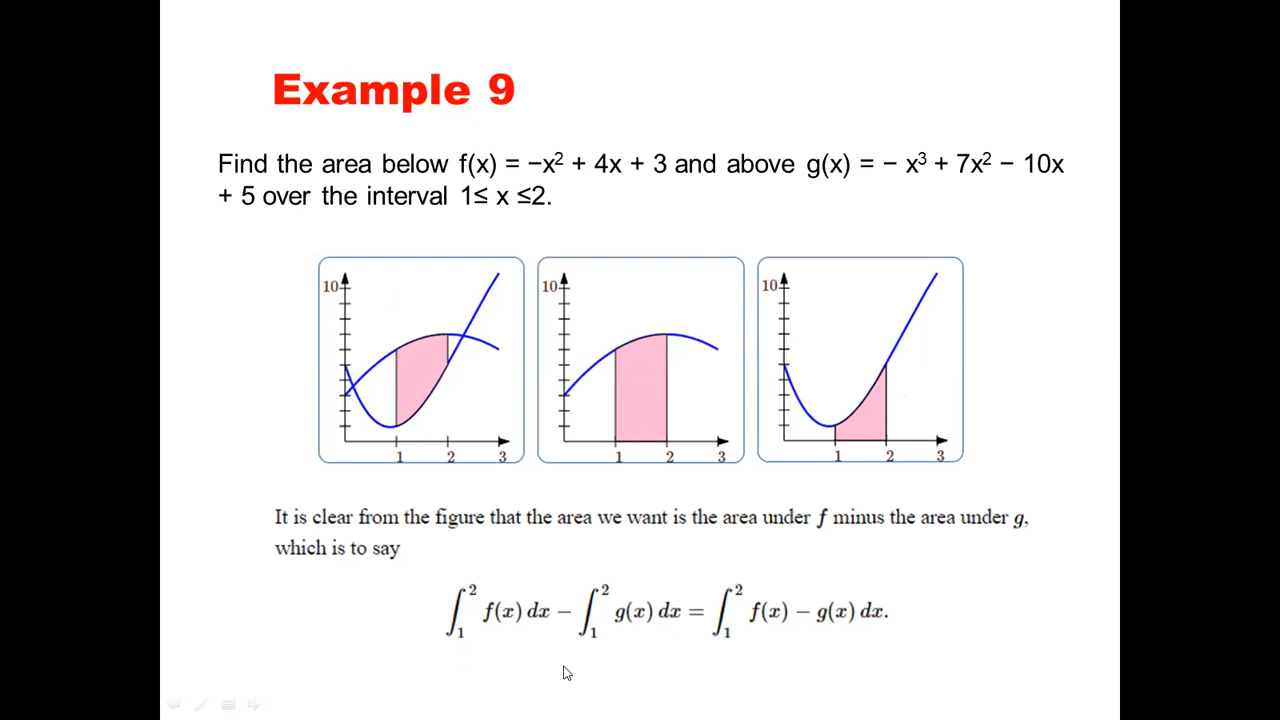 Example 9
Find the area below f(x) = −x² + 4x + 3 and above g(x) = − x³ + 7x² − 10x
+ 5 over the interval 1≤ x ≤2.
10
1 2 3
10
1 2 3
10
1 2 3
It is clear from the figure that the area we want is the area under f minus the area under g,
which is to say
∫₁² f(x) dx − ∫₁² g(x) dx = ∫₁² f(x) − g(x) dx.